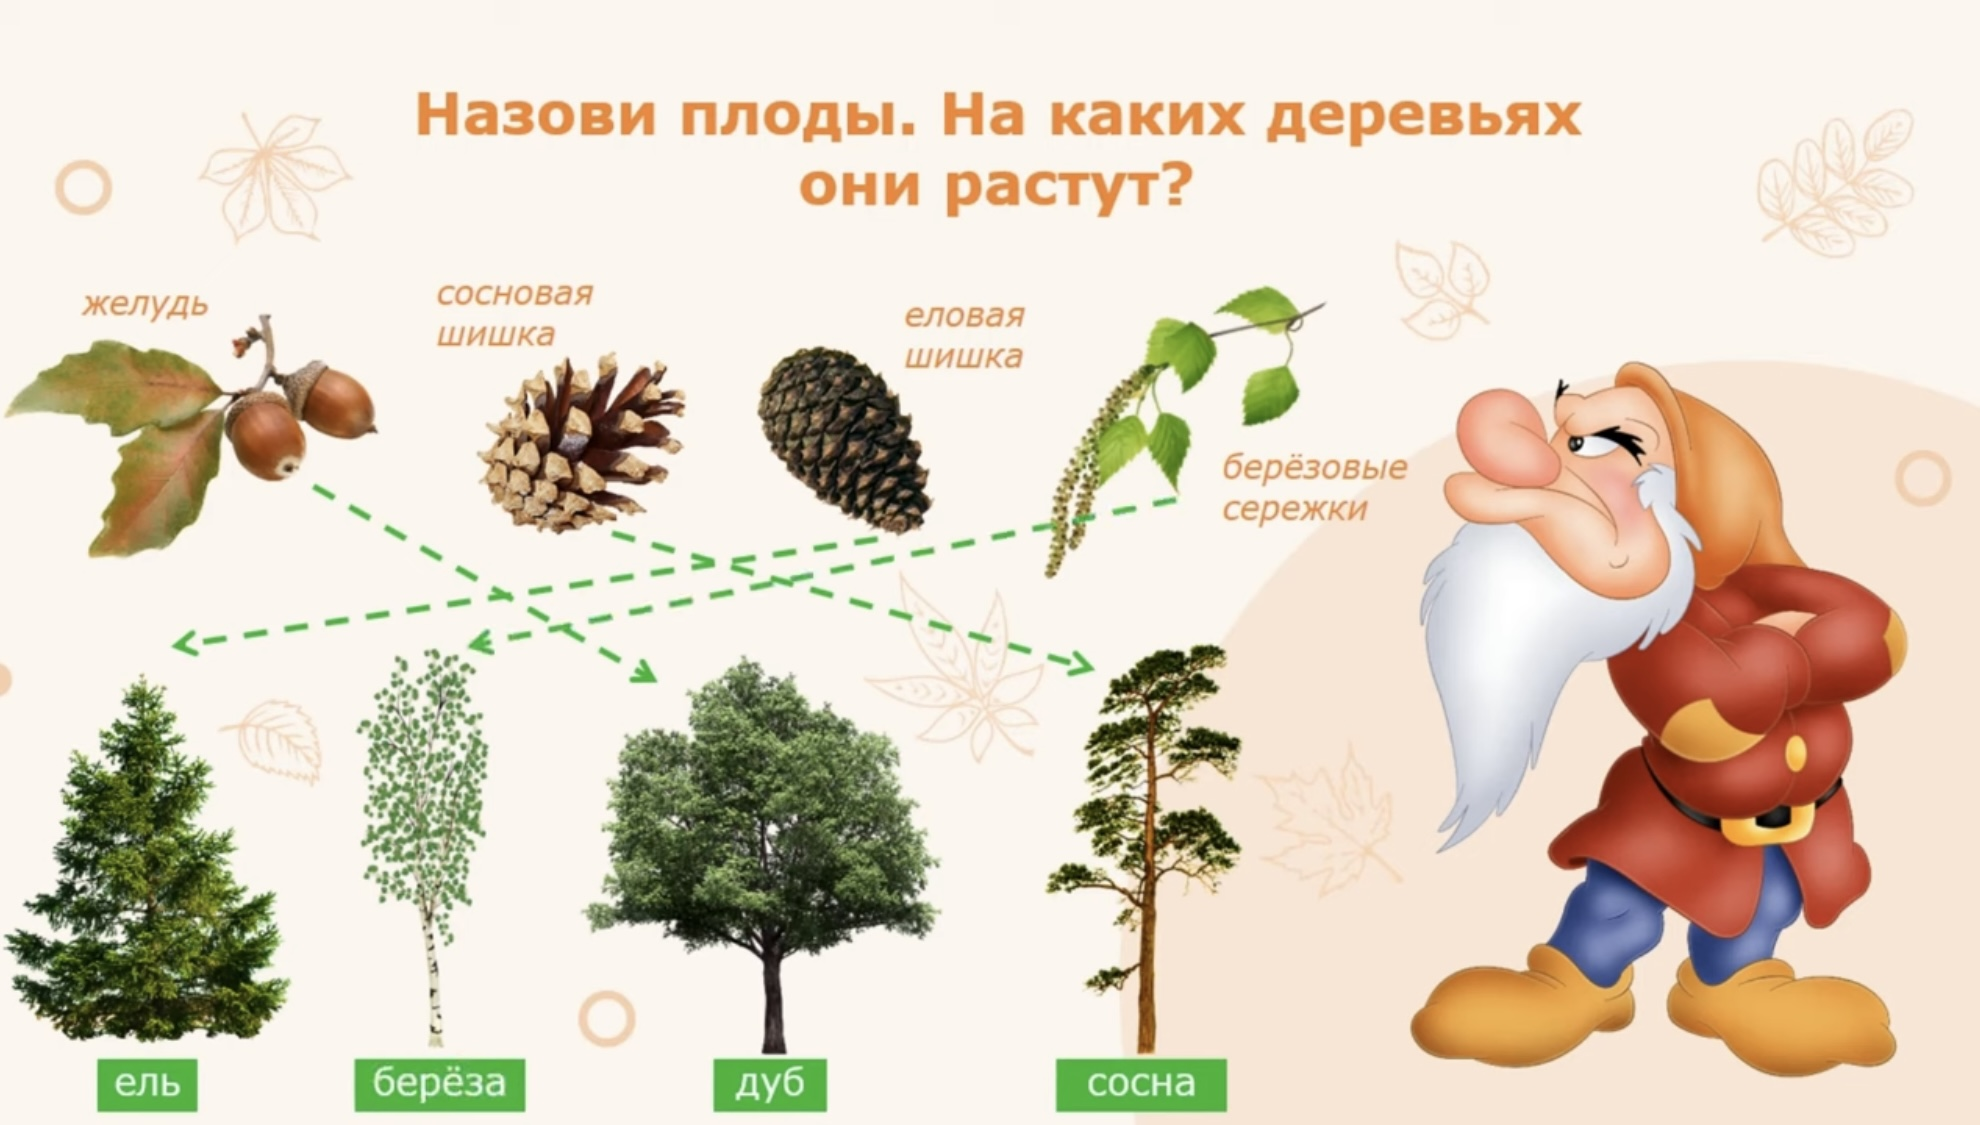 Назови плоды. На каких деревьях
они растут?
желудь
сосновая
шишка
еловая
шишка
берёзовые
сережки
ель
берёза
дуб
сосна